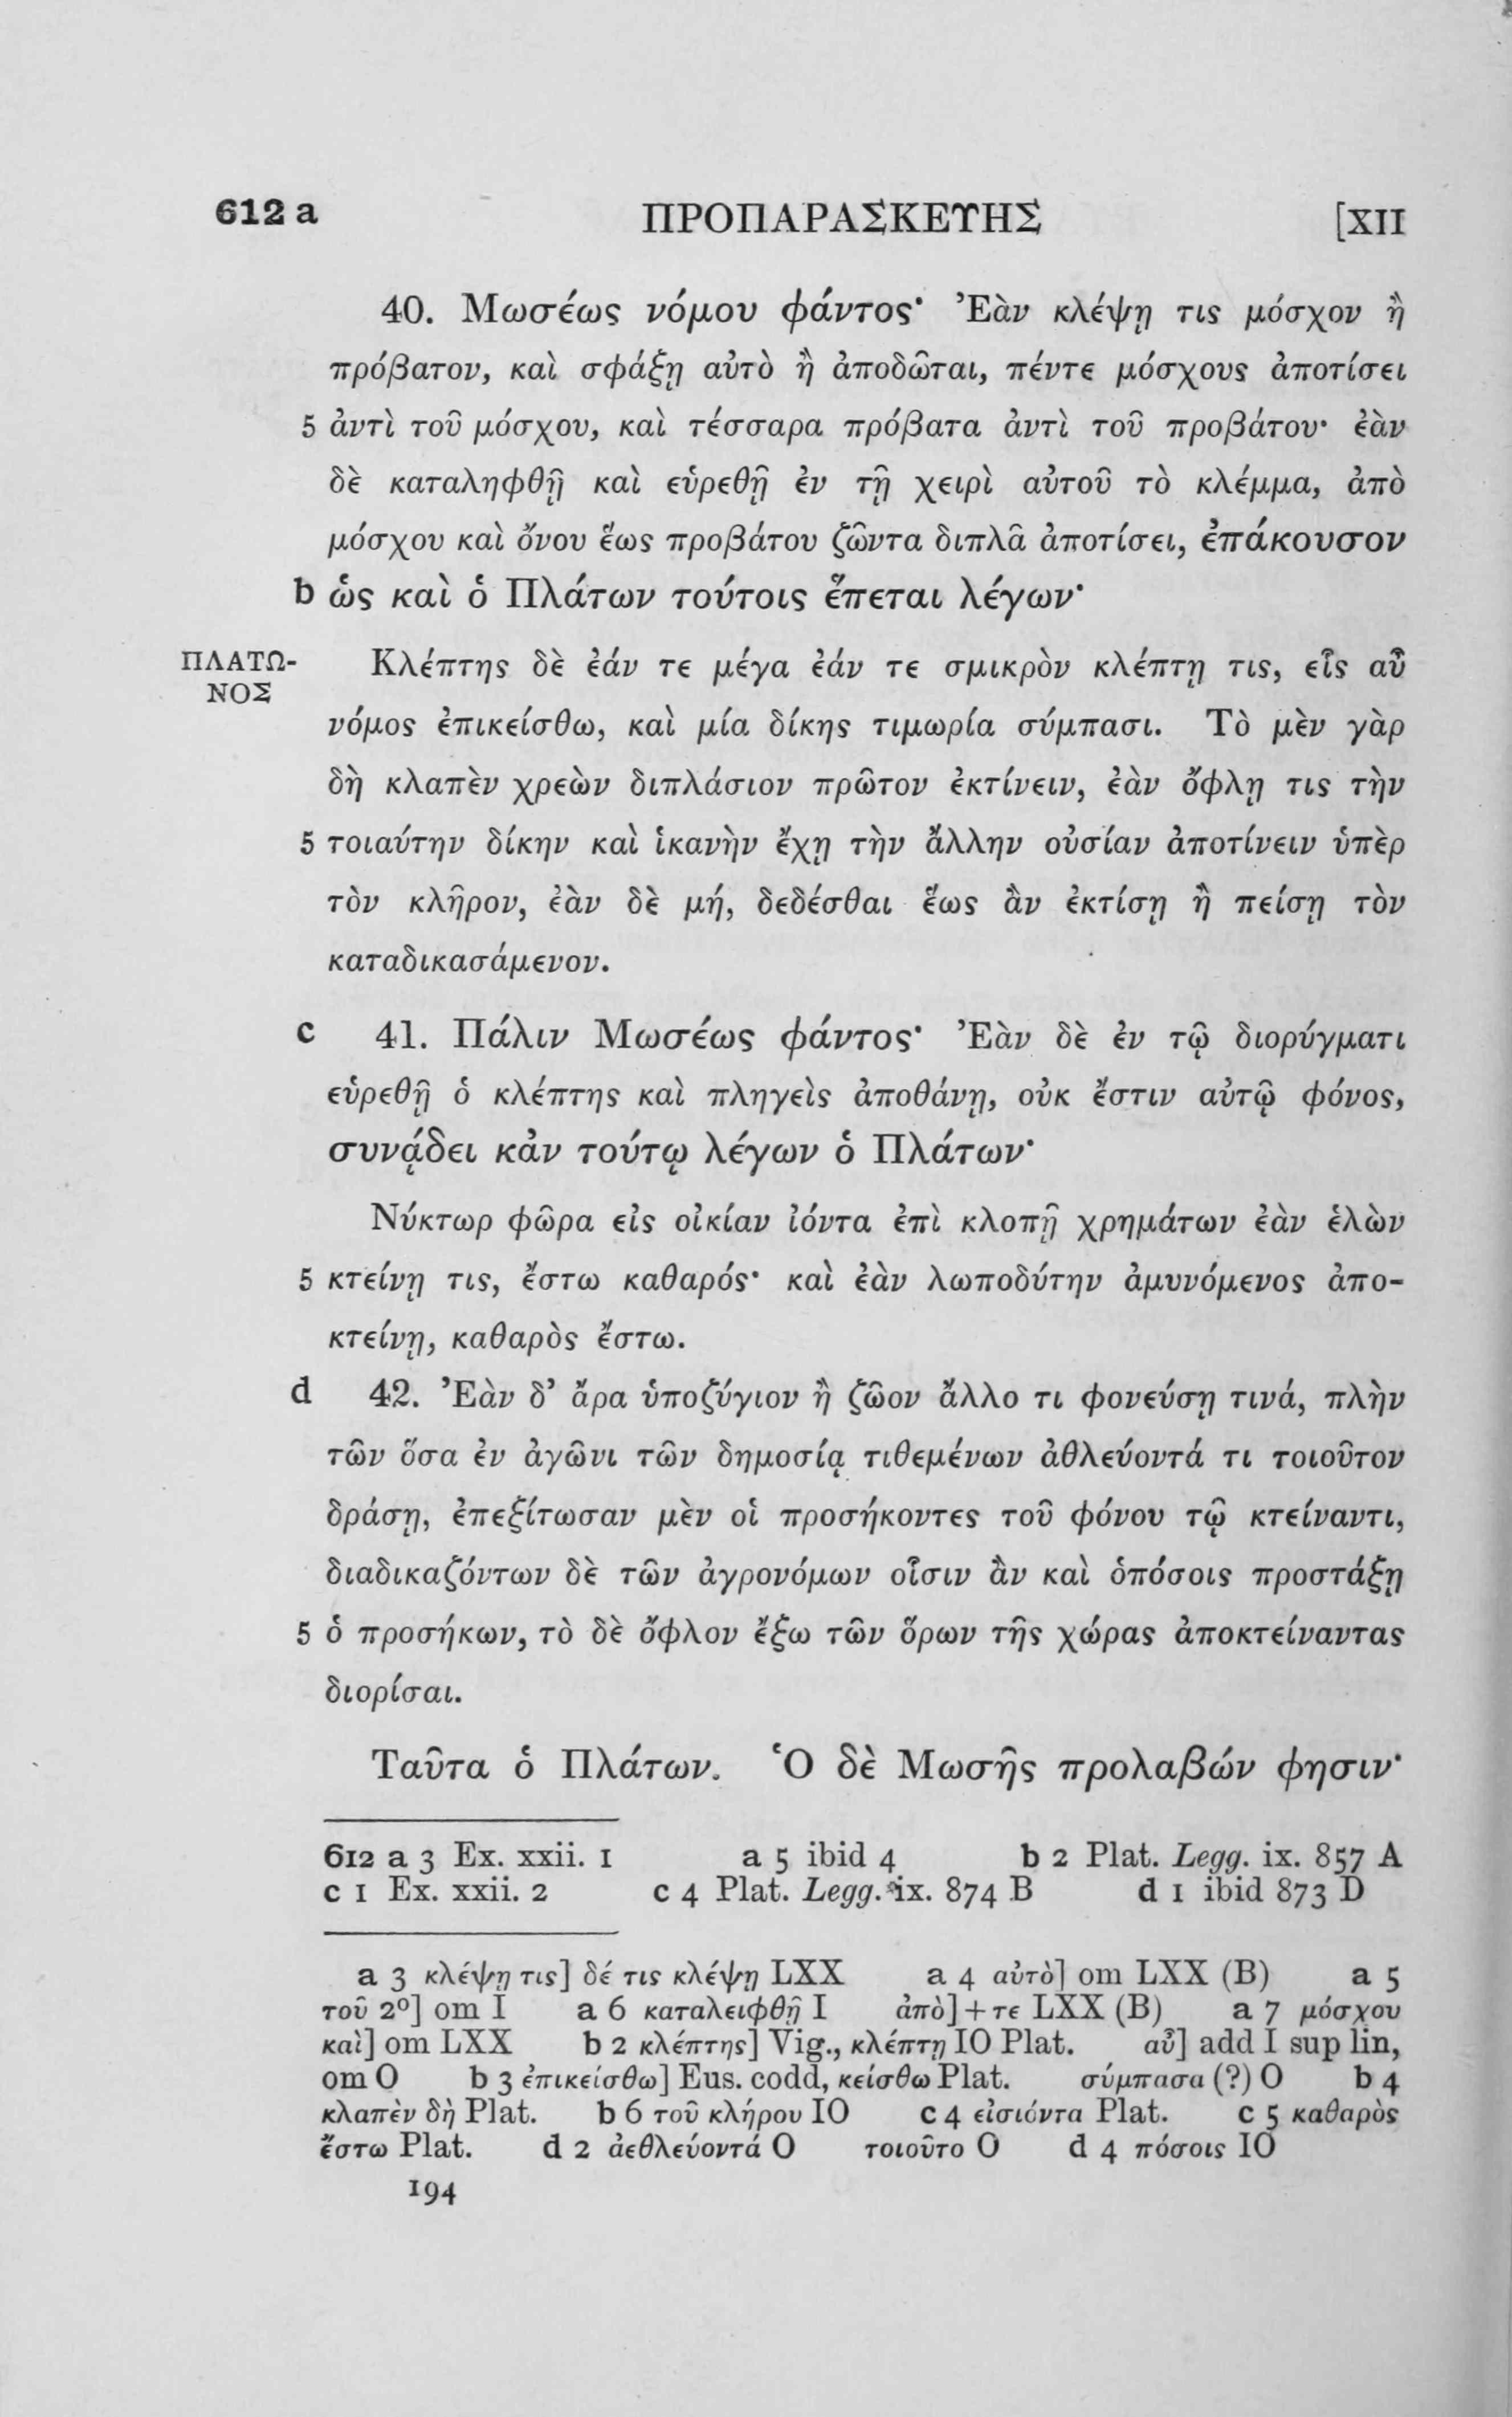 612 a ΠΡΟΠΑΡΑΣΚΕΥΗΣ [XII
40. Μωσέως νόμου φάντος· Ἐὰν κλέψῃ τις μόσχον ἢ
πρόβατον, καὶ σφάξῃ αὐτὸ ἢ ἀποδῶται, πέντε μόσχους ἀποτίσει
5 ἀντὶ τοῦ μόσχου, καὶ τέσσαρα πρόβατα ἀντὶ τοῦ προβάτου· ἐὰν
δὲ καταληφθῇ καὶ εὑρεθῇ ἐν τῇ χειρὶ αὐτοῦ τὸ κλέμμα, ἀπὸ
μόσχου καὶ ὄνου ἕως προβάτου ζῶντα διπλᾶ ἀποτίσει, ἐπάκουσον
b ὡς καὶ ὁ Πλάτων τούτοις ἕπεται λέγων·
ΠΛΑΤΩ- Κλέπτης δὲ ἐάν τε μέγα ἐάν τε σμικρὸν κλέπτῃ τις, εἷς αὖ
ΝΟΣ
νόμος ἐπικείσθω, καὶ μία δίκης τιμωρία σύμπασι. Τὸ μὲν γὰρ
δὴ κλαπὲν χρεὼν διπλάσιον πρῶτον ἐκτίνειν, ἐὰν ὄφλῃ τις τὴν
5 τοιαύτην δίκην καὶ ἱκανὴν ἔχῃ τὴν ἄλλην οὐσίαν ἀποτίνειν ὑπὲρ
τὸν κλῆρον, ἐὰν δὲ μή, δεδέσθαι ἕως ἂν ἐκτίσῃ ἢ πείσῃ τὸν
καταδικασάμενον.
c 41. Πάλιν Μωσέως φάντος· Ἐὰν δὲ ἐν τῷ διορύγματι
εὑρεθῇ ὁ κλέπτης καὶ πληγεὶς ἀποθάνῃ, οὐκ ἔστιν αὐτῷ φόνος,
συνᾴδει κἀν τούτῳ λέγων ὁ Πλάτων·
Νύκτωρ φῶρα εἰς οἰκίαν ἰόντα ἐπὶ κλοπῇ χρημάτων ἐὰν ἑλὼν
5 κτείνῃ τις, ἔστω καθαρός· καὶ ἐὰν λωποδύτην ἀμυνόμενος ἀπο-
κτείνῃ, καθαρὸς ἔστω.
d 42. Ἐὰν δ’ ἄρα ὑποζύγιον ἢ ζῶον ἄλλο τι φονεύσῃ τινά, πλὴν
τῶν ὅσα ἐν ἀγῶνι τῶν δημοσίᾳ τιθεμένων ἀθλεύοντά τι τοιοῦτον
δράσῃ, ἐπεξίτωσαν μὲν οἱ προσήκοντες τοῦ φόνου τῷ κτείναντι,
διαδικαζόντων δὲ τῶν ἀγρονόμων οἷσιν ἂν καὶ ὁπόσοις προστάξῃ
5 ὁ προσήκων, τὸ δὲ ὄφλον ἔξω τῶν ὅρων τῆς χώρας ἀποκτείναντας
διορίσαι.
Ταῦτα ὁ Πλάτων. Ὁ δὲ Μωσῆς προλαβών φησιν·
612 a 3 Ex. xxii. 1 a 5 ibid 4 b 2 Plat. Legg. ix. 857 A
c 1 Ex. xxii. 2 c 4 Plat. Legg. ix. 874 B d 1 ibid 873 D
a 3 κλέψῃ τις] δέ τις κλέψῃ LXX a 4 αὐτὸ] om LXX (B) a 5
τοῦ 2º] om I a 6 καταλειφθῇ I ἀπὸ] + τε LXX (B) a 7 μόσχου
καὶ] om LXX b 2 κλέπτης] Vig., κλέπτῃ IO Plat. αὖ] add I sup lin,
om O b 3 ἐπικείσθω] Eus. codd, κείσθω Plat. σύμπασα (?) O b 4
κλαπὲν δὴ Plat. b 6 τοῦ κλήρου IO c 4 εἰσιόντα Plat. c 5 καθαρὸς
ἔστω Plat. d 2 ἀεθλεύοντά O τοιοῦτο O d 4 πόσοις IO
194